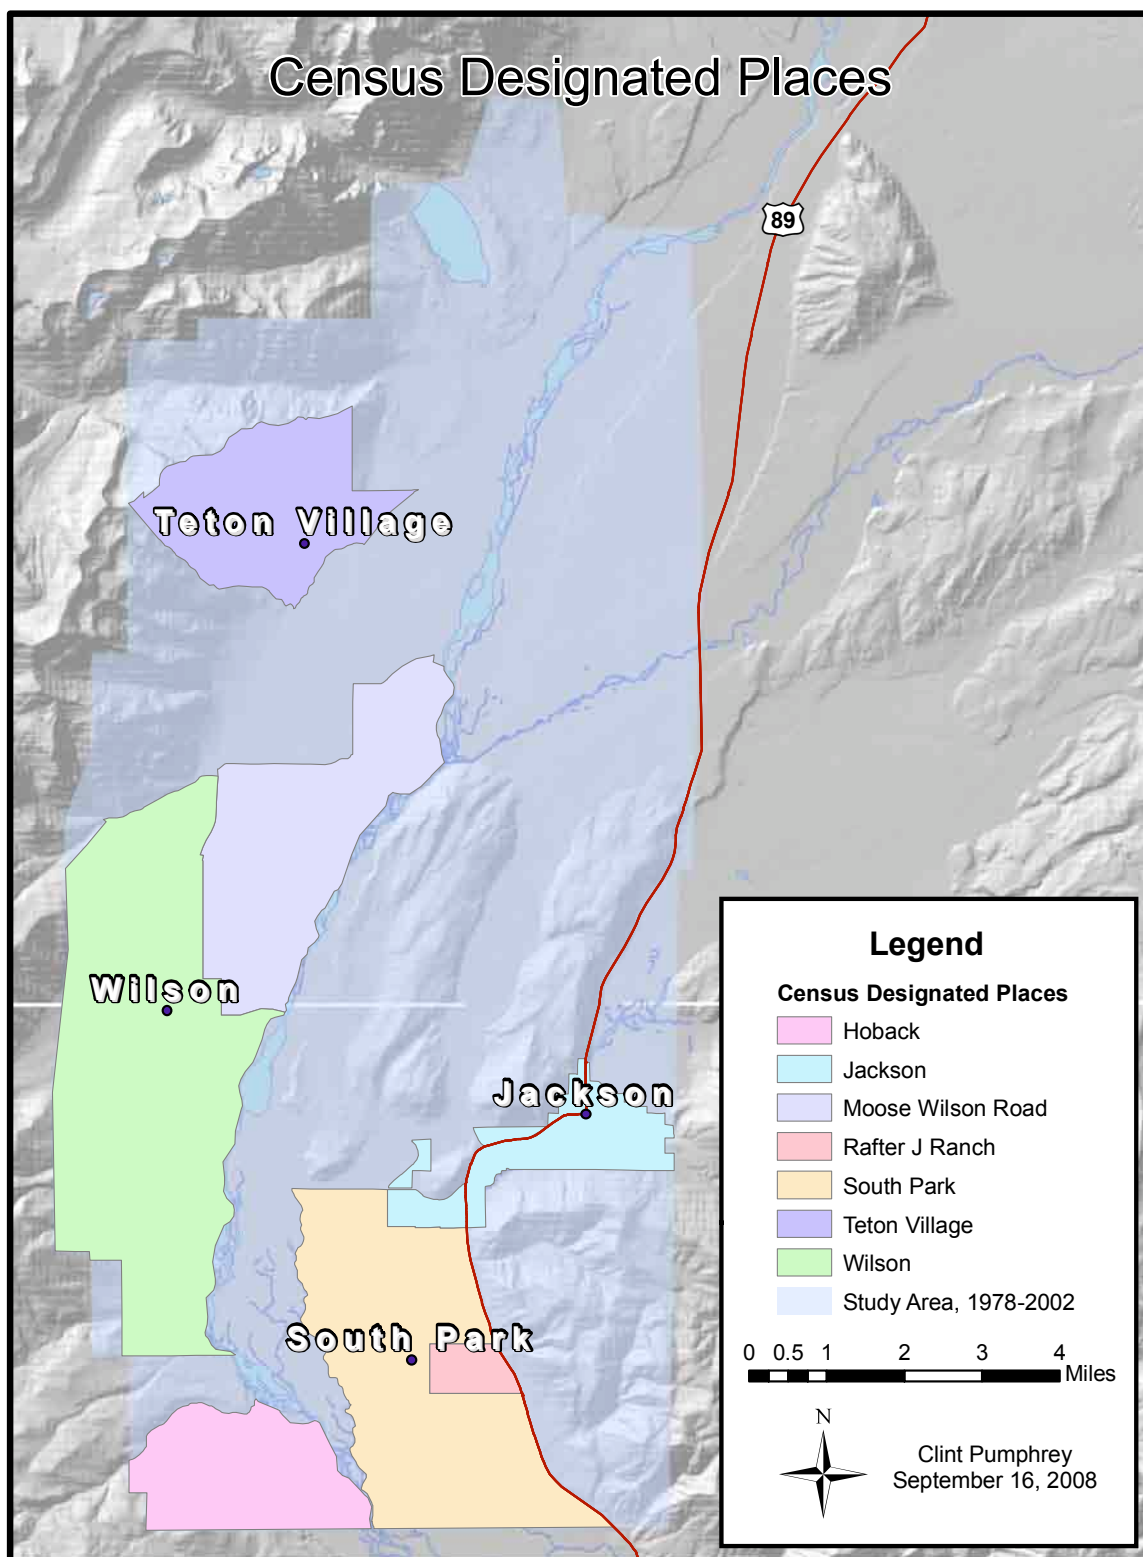 Census Designated Places
89
Teton Village
Wilson
Jackson
South Park
Legend
Census Designated Places
Hoback
Jackson
Moose Wilson Road
Rafter J Ranch
South Park
Teton Village
Wilson
Study Area, 1978-2002
0 0.5 1 2 3 4
Miles
N
Clint Pumphrey
September 16, 2008